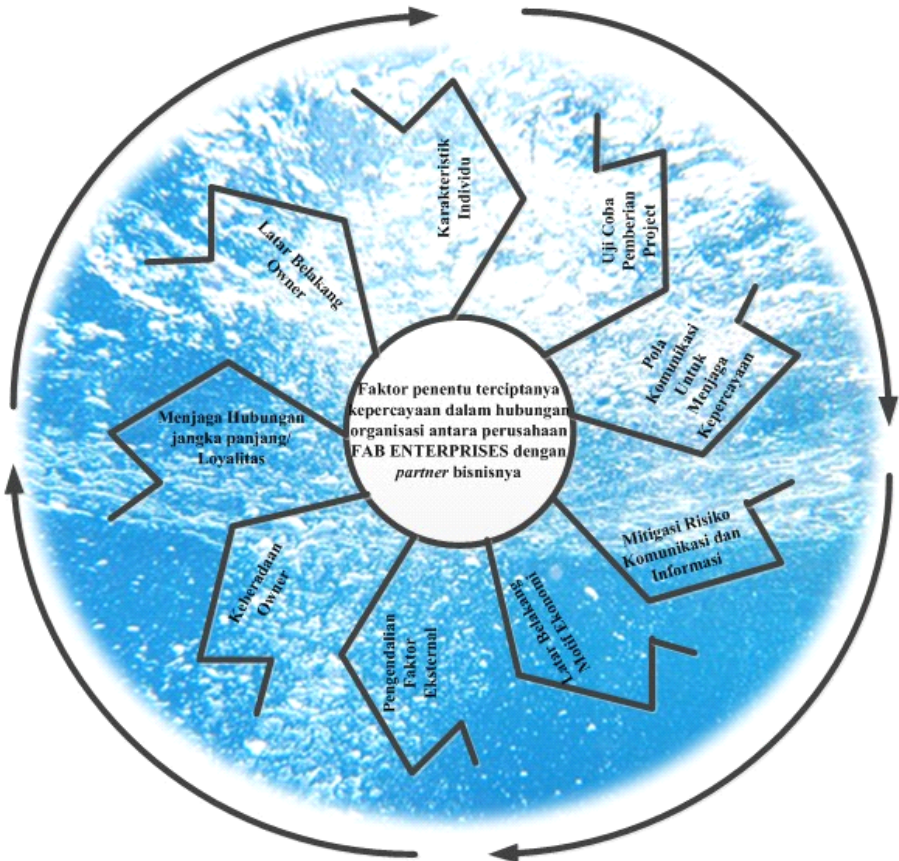 Karakteristik
Individu
Uji Coba
Pemberian
Project
Pola
Komunikasi
Untuk
Menjaga
Kepercayaan
Mitigasi Risiko
Komunikasi dan
Informasi
Latar Belakang
Motif Ekonomi
Pengendalian
Faktor
Eksternal
Keberadaan
Owner
Menjaga Hubungan
jangka panjang/
Loyalitas
Latar Belakang
Owner
Faktor penentu terciptanya
kepercayaan dalam hubungan
organisasi antara perusahaan
FAB ENTERPRISES dengan
partner bisnisnya